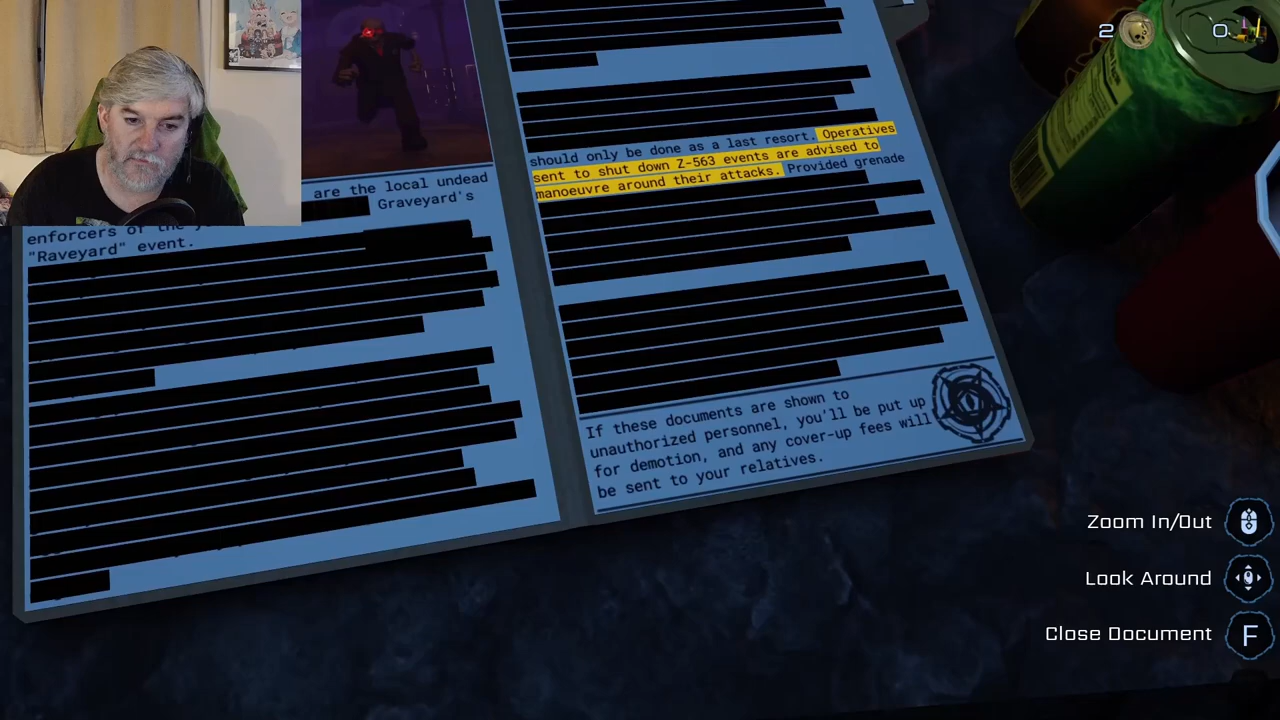 are the local undead
Graveyard's
enforcers of the
"Raveyard" event.
should only be done as a last resort. Operatives
sent to shut down Z-563 events are advised to
manoeuvre around their attacks. Provided grenade
If these documents are shown to
unauthorized personnel, you'll be put up
for demotion, and any cover-up fees will
be sent to your relatives.
2
0
Zoom In/Out
Look Around
Close Document
F